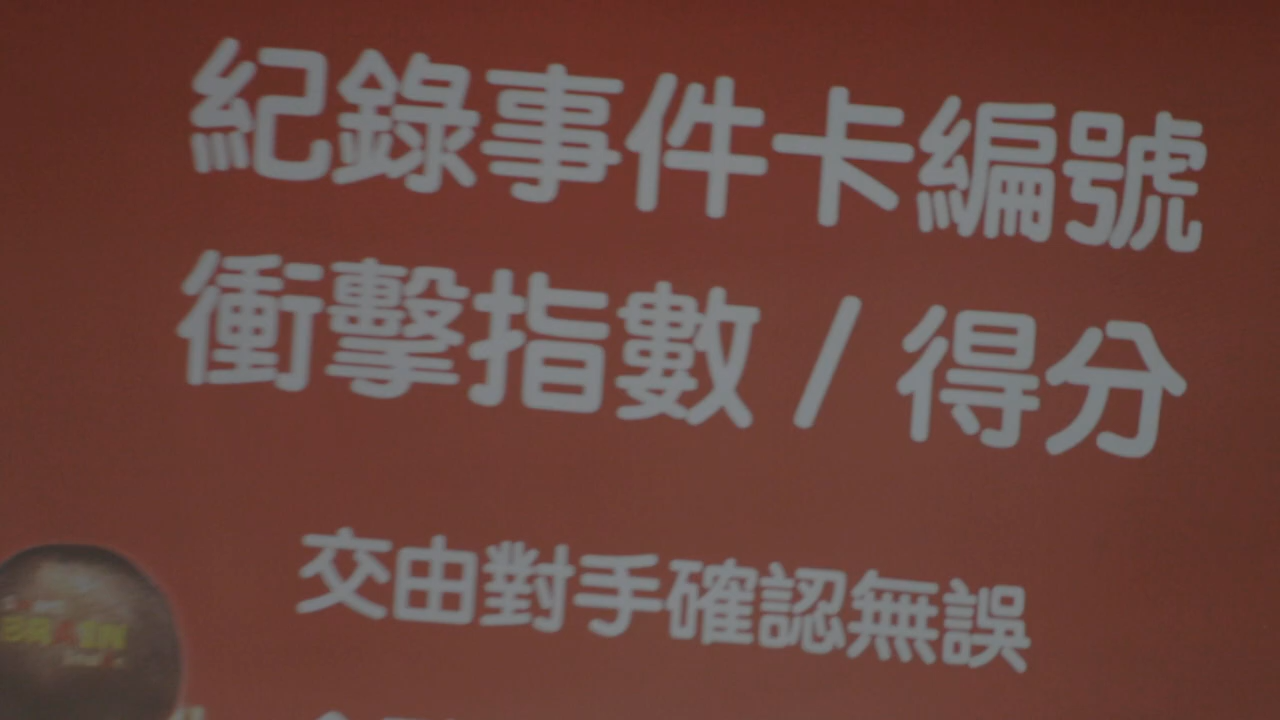 紀錄事件卡編號
衝擊指數/得分
交由對手確認無誤